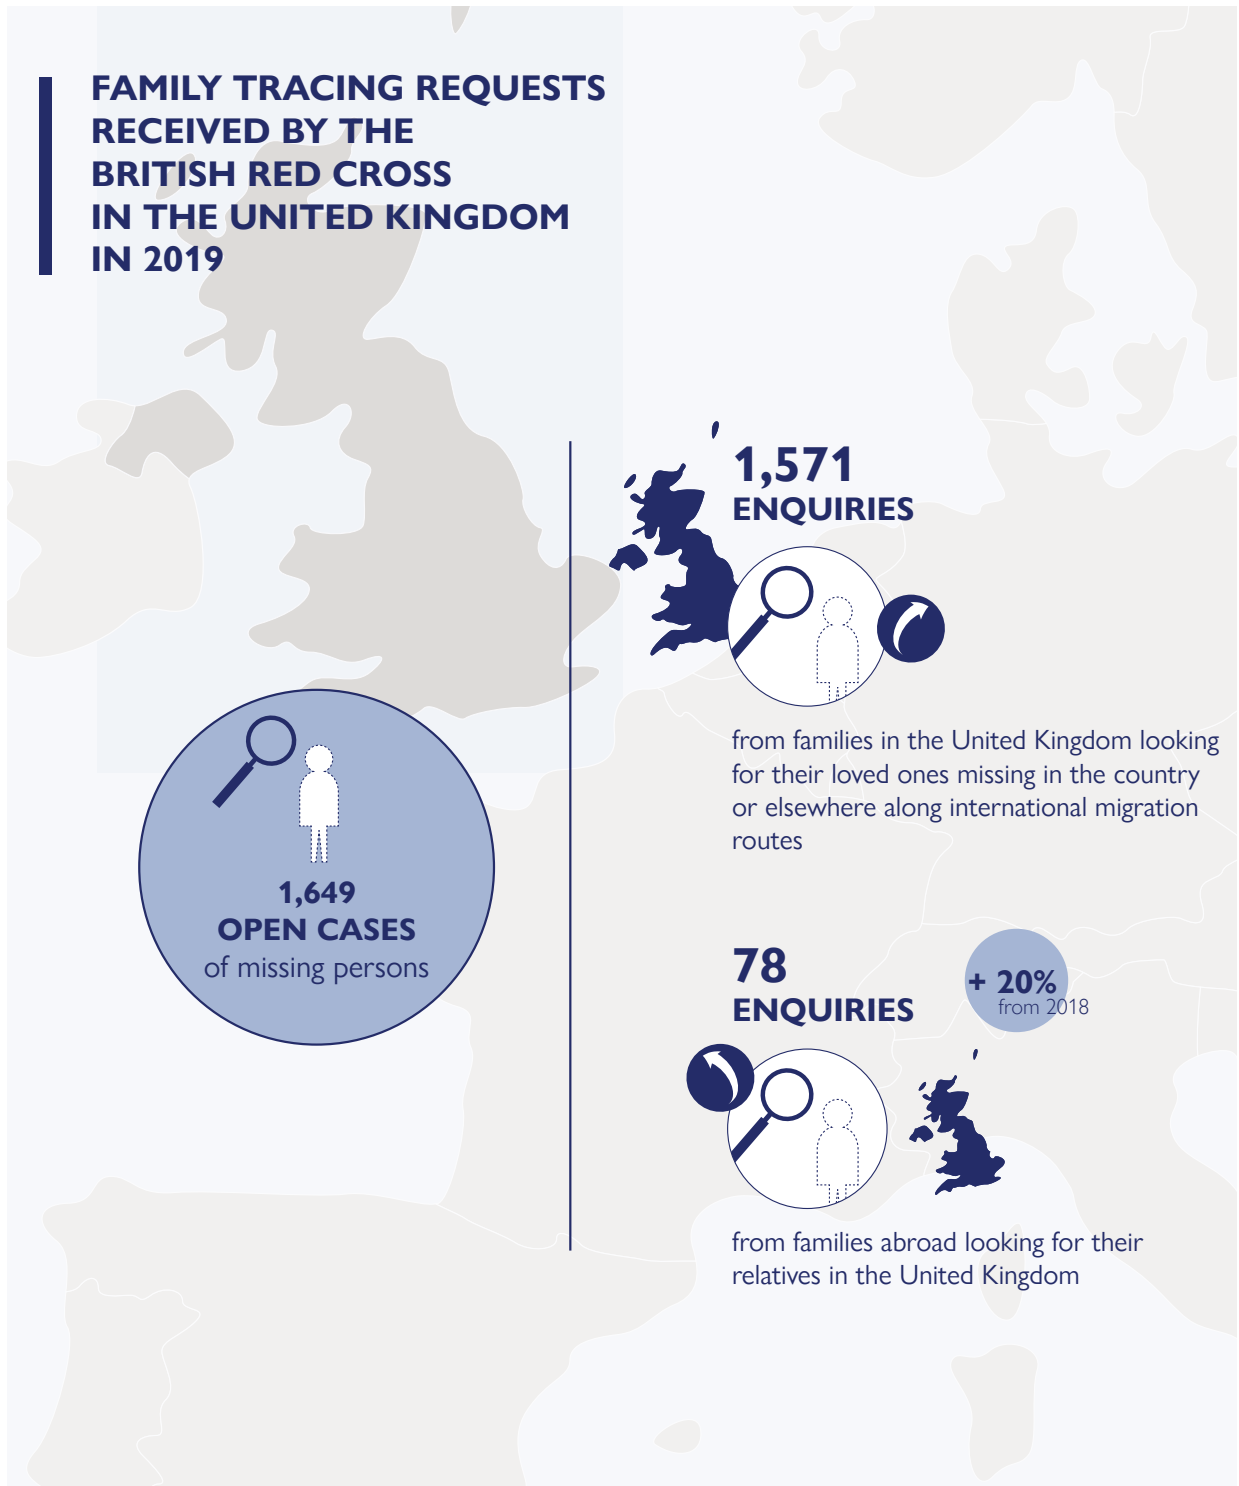 FAMILY TRACING REQUESTS
RECEIVED BY THE
BRITISH RED CROSS
IN THE UNITED KINGDOM
IN 2019
1,649
OPEN CASES
of missing persons
1,571
ENQUIRIES
from families in the United Kingdom looking
for their loved ones missing in the country
or elsewhere along international migration
routes
78
ENQUIRIES
+ 20%
from 2018
from families abroad looking for their
relatives in the United Kingdom